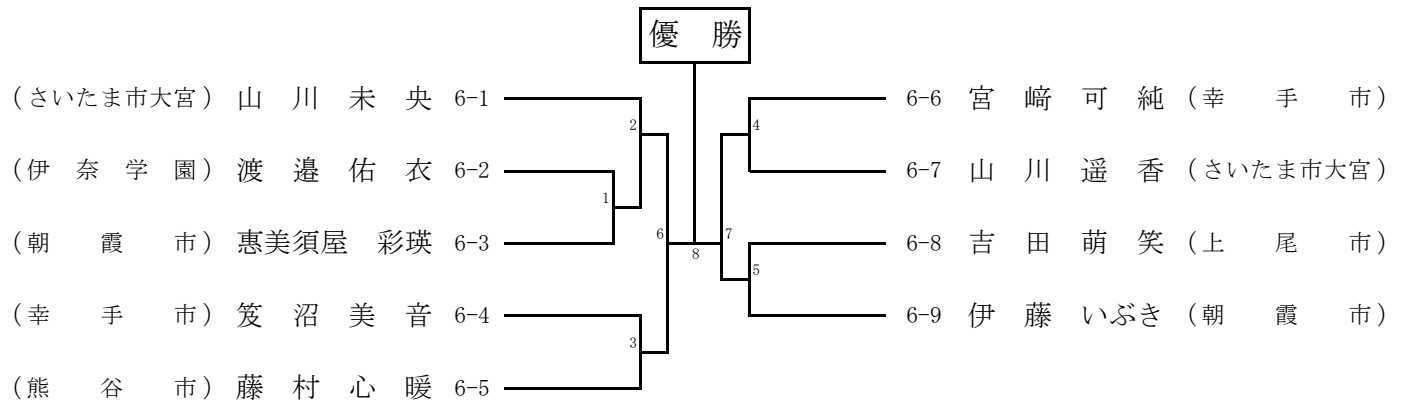 優 勝
(さいたま市大宮) 山 川 未 央 6-1
6-6 宮 﨑 可 純 (幸 手 市)
2
4
(伊 奈 学 園) 渡 邉 佑 衣 6-2
6-7 山 川 遥 香 (さいたま市大宮)
1
(朝 霞 市) 惠美須屋 彩瑛 6-3
6
8
7
6-8 吉 田 萌 笑 (上 尾 市)
5
(幸 手 市) 笈 沼 美 音 6-4
6-9 伊 藤 いぶき (朝 霞 市)
3
(熊 谷 市) 藤 村 心 暖 6-5